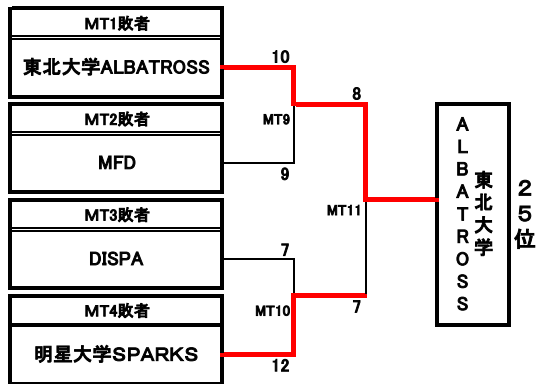 MT1敗者
東北大学ALBATROSS
MT2敗者
MFD
MT3敗者
DISPA
MT4敗者
明星大学SPARKS
10
MT9
9
7
MT10
12
8
MT11
7
東北大学
ALBATROSS
25位